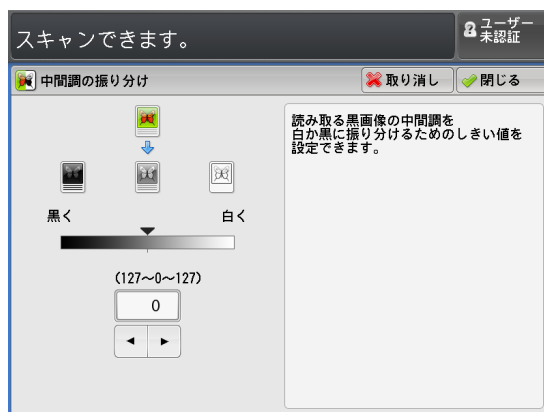 スキャンできます。
ユーザー
未認証
中間調の振り分け
取り消し
閉じる
読み取る黒画像の中間調を
白か黒に振り分けるためのしきい値を
設定できます。
黒く
白く
(127〜0〜127)
0